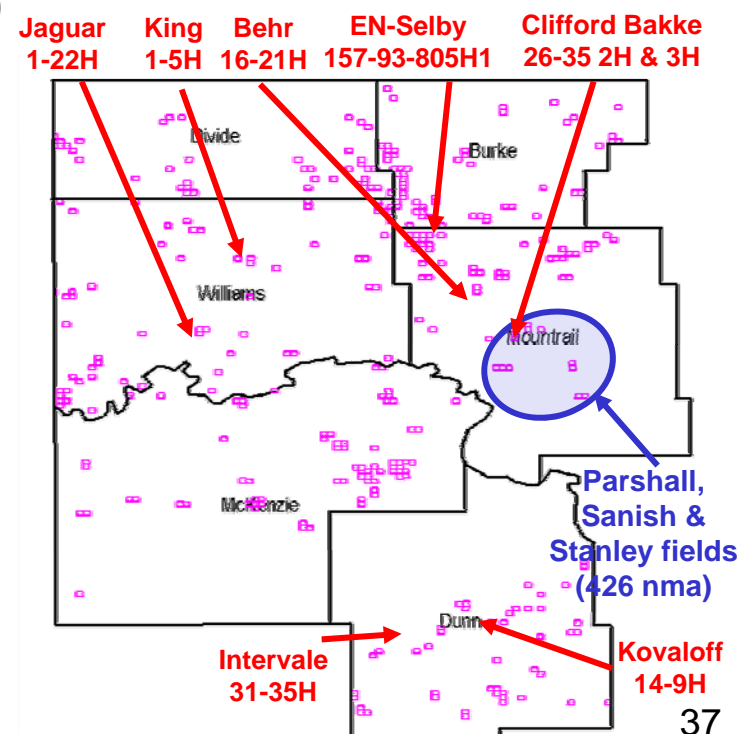 Jaguar
1-22H
King
1-5H
Behr
16-21H
EN-Selby
157-93-805H1
Clifford Bakke
26-35 2H & 3H
Divide
Burke
Williams
Mountrail
McKenzie
Parshall,
Sanish &
Stanley fields
(426 nma)
Dunn
Intervale
31-35H
Kovaloff
14-9H
37